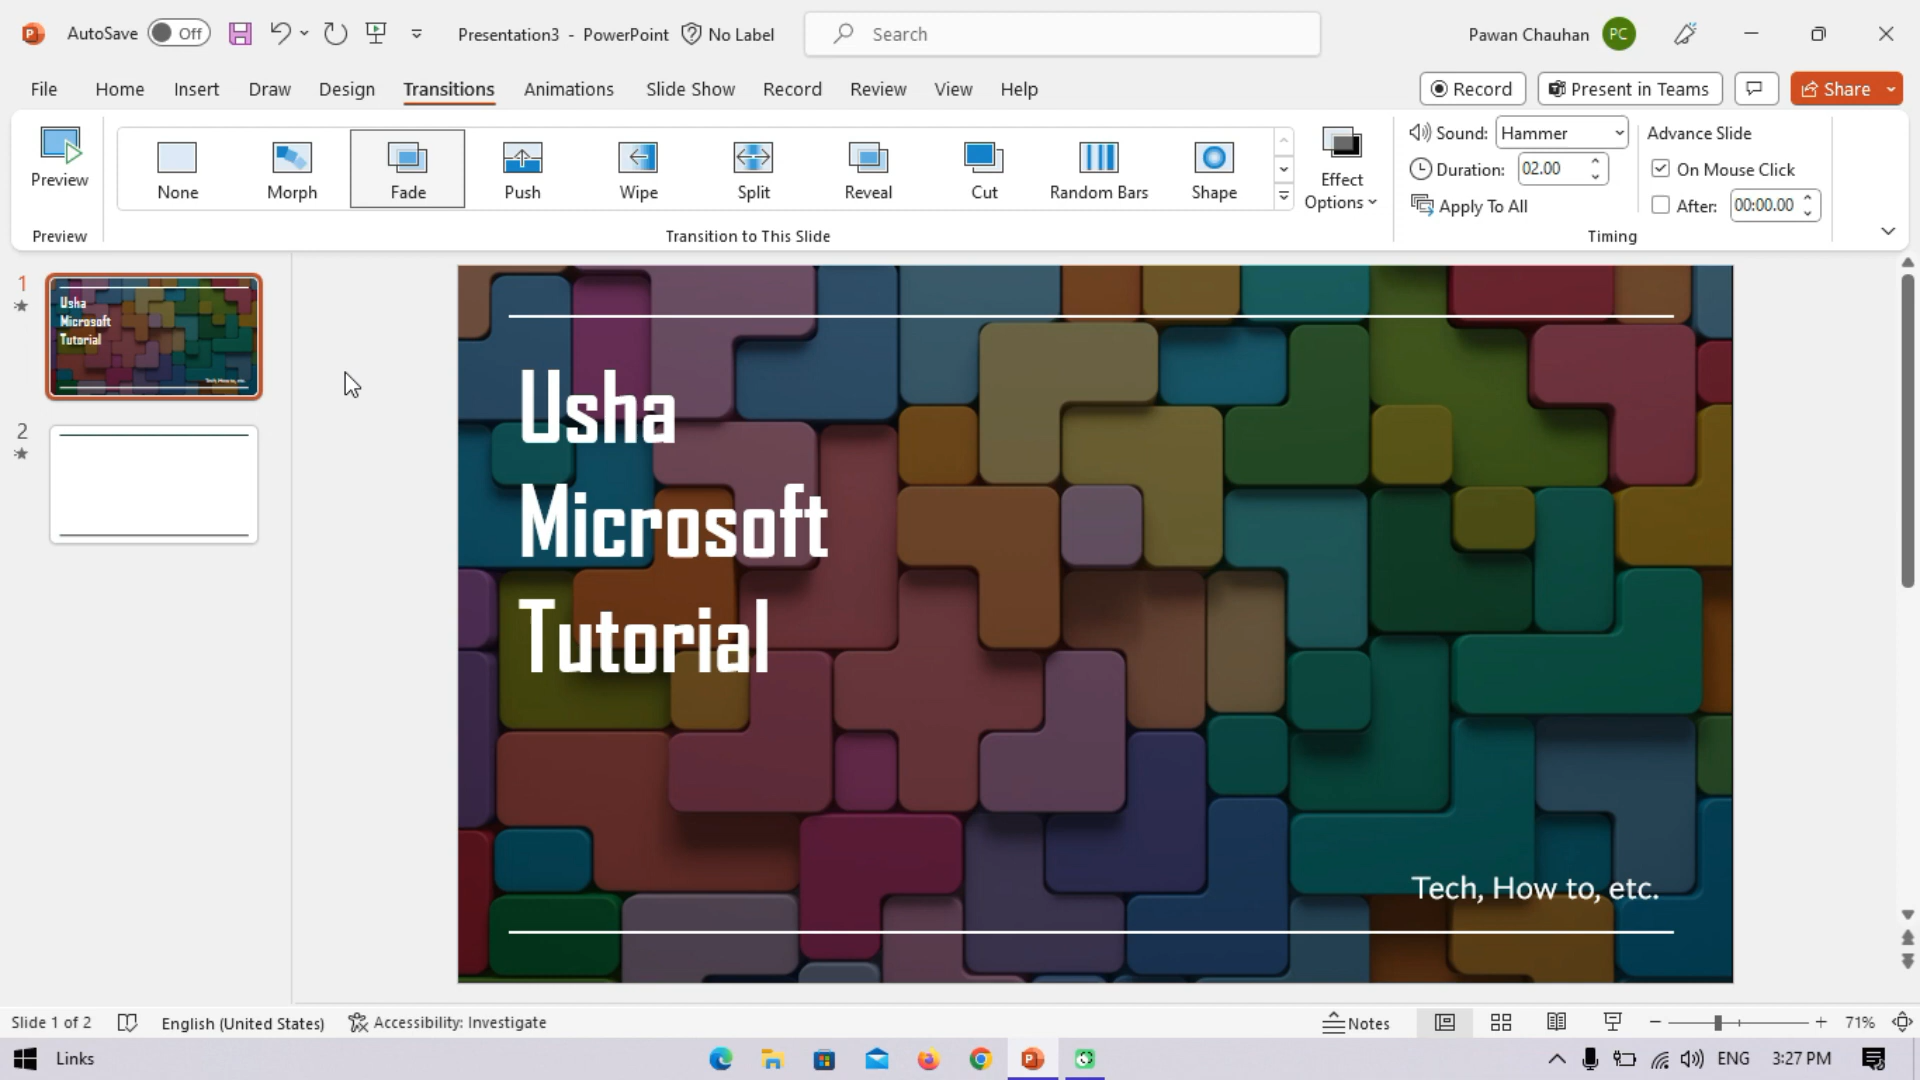 AutoSave Off Presentation3 - PowerPoint No Label Search Pawan Chauhan PC
File Home Insert Draw Design Transitions Animations Slide Show Record Review View Help Record Present in Teams Share
Preview
None
Morph
Fade
Push
Wipe
Split
Reveal
Cut
Random Bars
Shape
Effect
Options
Sound: Hammer
Duration: 02.00
Apply To All
Advance Slide
On Mouse Click
After: 00:00.00
Preview
Transition to This Slide
Timing
1
Usha
Microsoft
Tutorial
Tech, How to, etc.
2
Usha
Microsoft
Tutorial
Tech, How to, etc.
Slide 1 of 2 English (United States) Accessibility: Investigate Notes 71%
Links ENG 3:27 PM